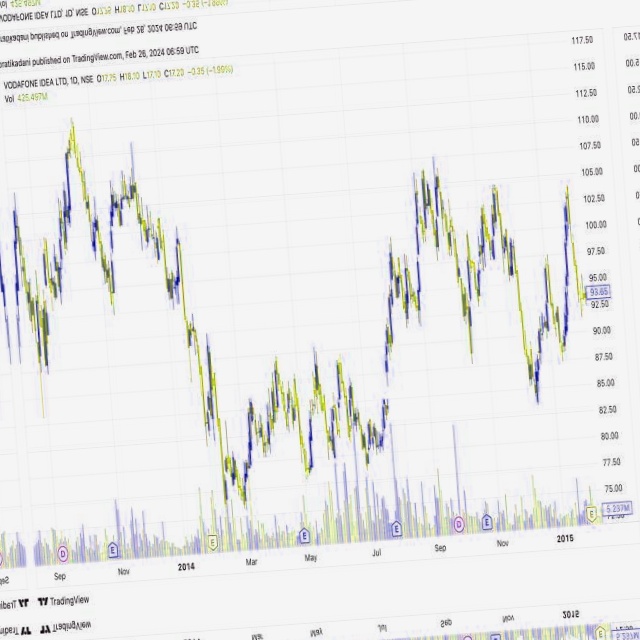 pratikadani published on TradingView.com, Feb 26, 2024 06:59 UTC
VODAFONE IDEA LTD, 1D, NSE O17.75 H18.10 L17.10 C17.20 −0.35 (−1.99%)
Vol 425.497M
117.50
115.00
112.50
110.00
107.50
105.00
102.50
100.00
97.50
95.00
93.65
92.50
90.00
87.50
85.00
82.50
80.00
77.50
75.00
5.237M
D E E E E D E E
Sep Nov 2014 Mar May Jul Sep Nov 2015
TradingView